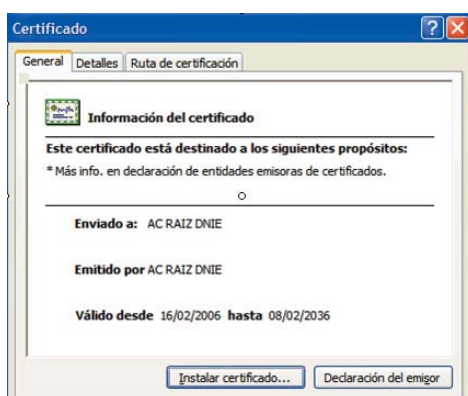 Certificado
General Detalles Ruta de certificación
Información del certificado
Este certificado está destinado a los siguientes propósitos:
* Más info. en declaración de entidades emisoras de certificados.
Enviado a: AC RAIZ DNIE
Emitido por AC RAIZ DNIE
Válido desde 16/02/2006 hasta 08/02/2036
Instalar certificado... Declaración del emisor